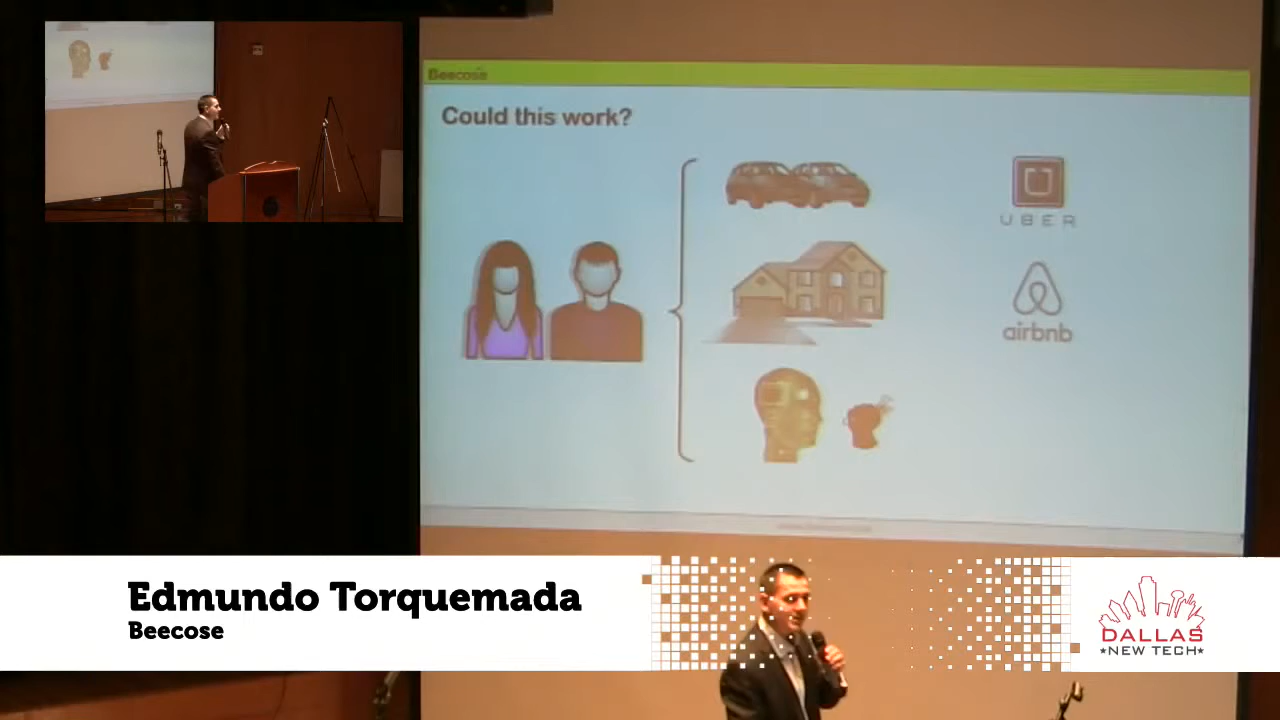 Beecose
Could this work?
UBER
airbnb
Edmundo Torquemada
Beecose
DALLAS
NEW TECH